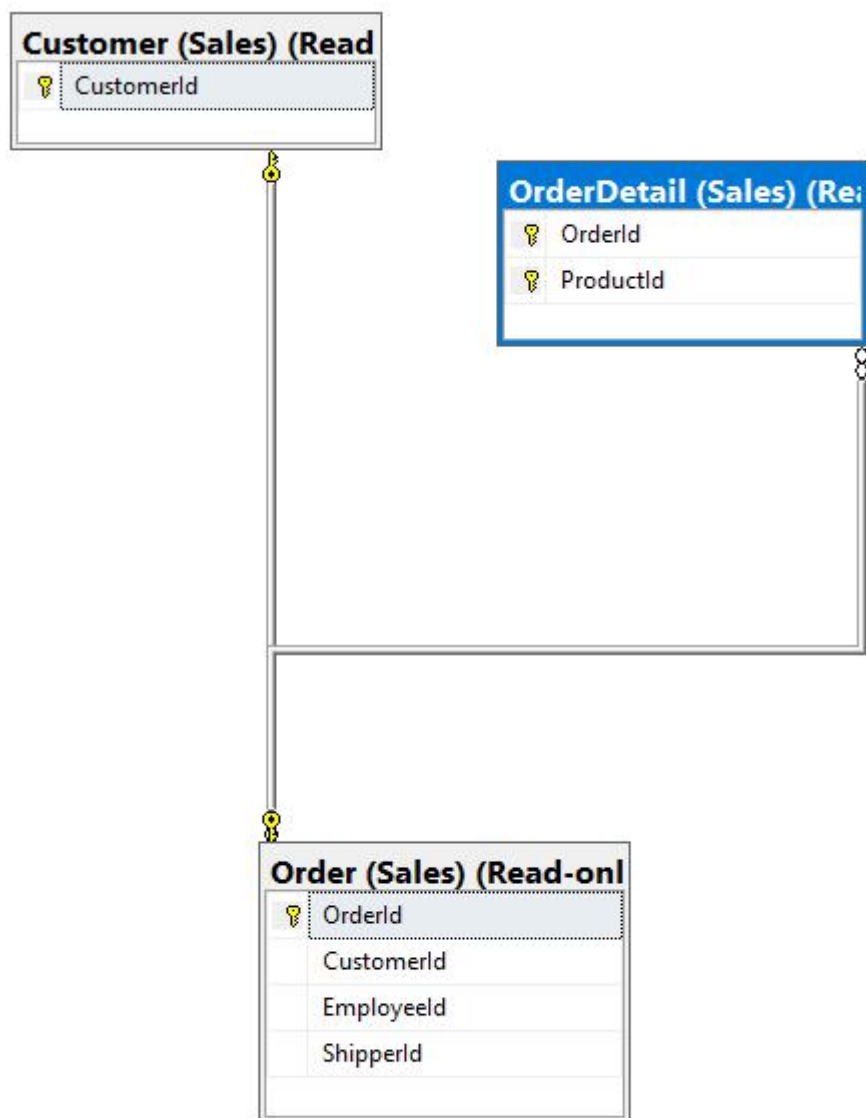 Customer (Sales) (Read
CustomerId
OrderDetail (Sales) (Rea
OrderId
ProductId
Order (Sales) (Read-onl
OrderId
CustomerId
EmployeeId
ShipperId